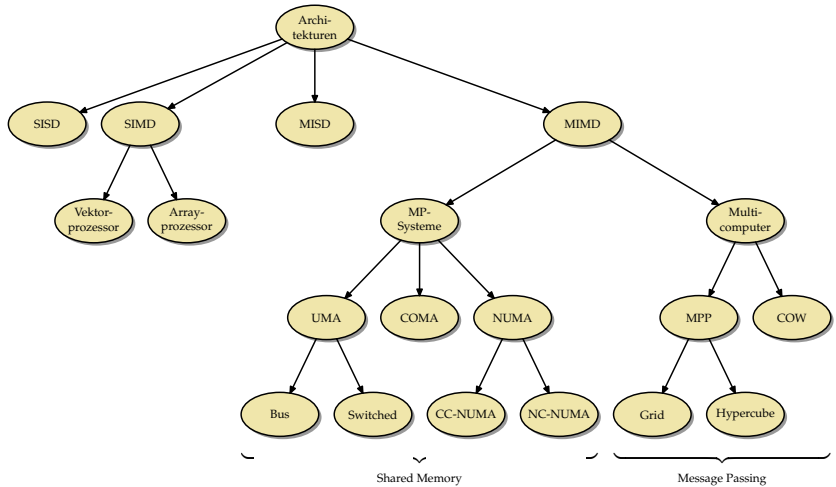 Archi-
tekturen
SISD
SIMD
MISD
MIMD
Vektor-
prozessor
Array-
prozessor
MP-
Systeme
Multi-
computer
UMA
COMA
NUMA
MPP
COW
Bus
Switched
CC-NUMA
NC-NUMA
Grid
Hypercube
Shared Memory
Message Passing